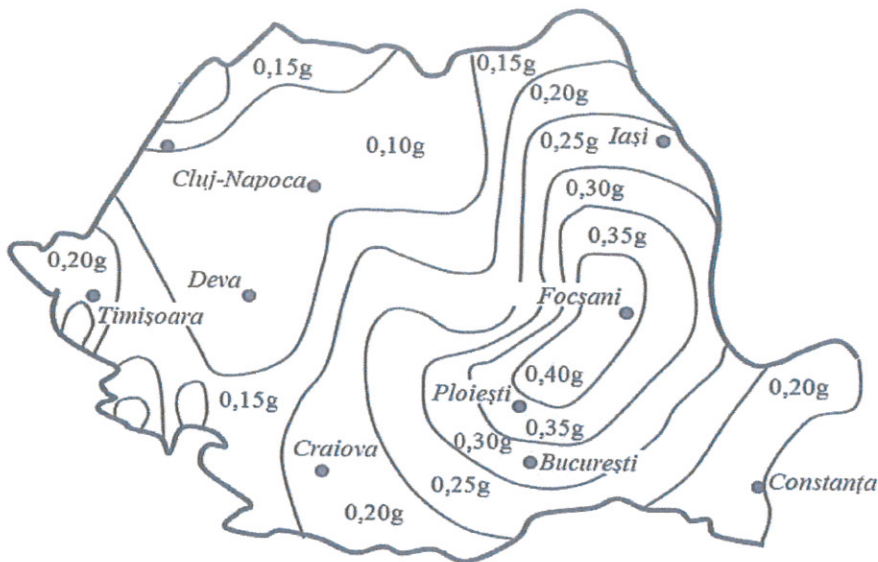 0,15g
0,15g
0,20g
0,10g
0,25g
Iași
Cluj-Napoca
0,30g
0,35g
0,20g
Deva
Focșani
Timișoara
0,40g
0,20g
0,15g
Ploiești
0,35g
0,30g
Craiova
București
0,25g
Constanța
0,20g